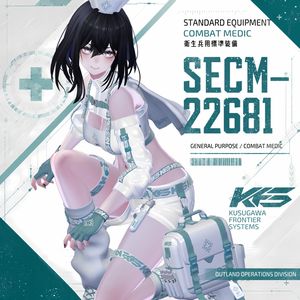 STANDARD EQUIPMENT
COMBAT MEDIC
衛生兵用標準装備
SECM-
22681
GENERAL PURPOSE / COMBAT MEDIC
KFS
KUSUGAWA
FRONTIER
SYSTEMS
OUTLAND OPERATIONS DIVISION